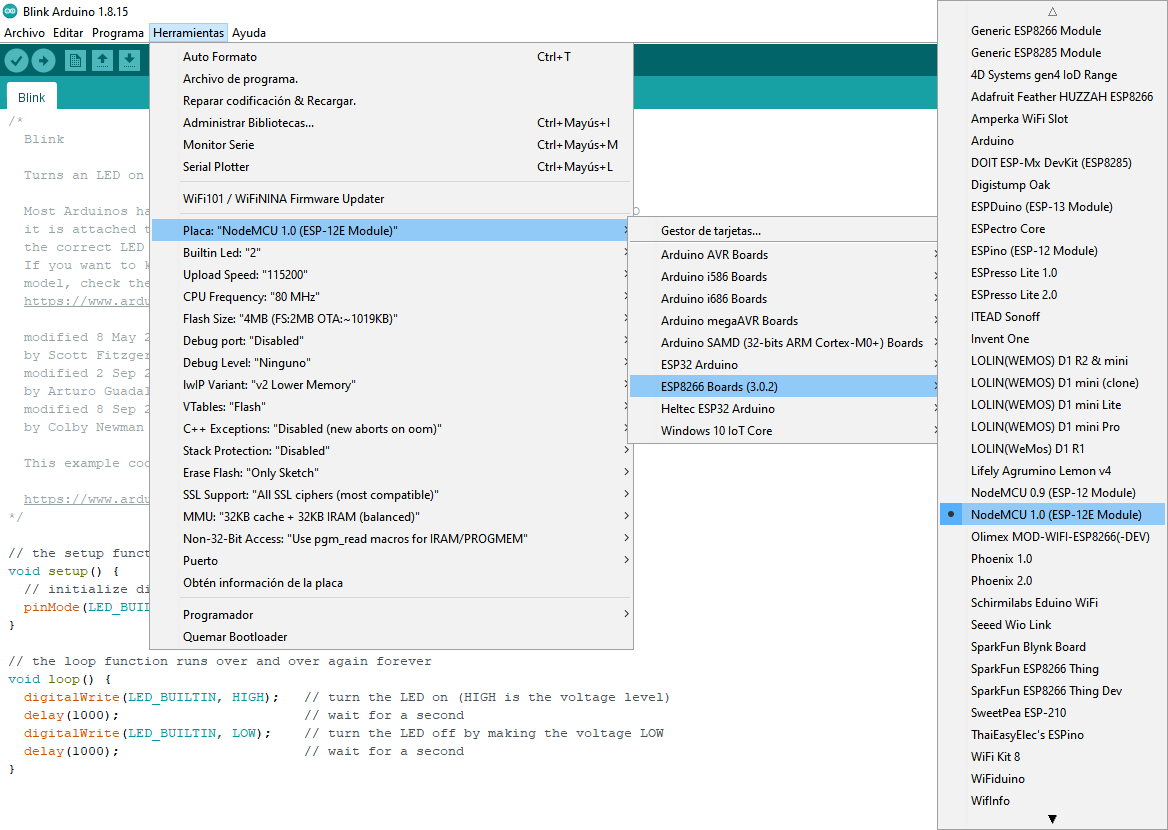 Blink Arduino 1.8.15
Archivo Editar Programa Herramientas Ayuda
Blink
/*
Blink
Turns an LED on
Most Arduinos ha
it is attached t
the correct LED
If you want to k
model, check the
https://www.ardu
modified 8 May 2
by Scott Fitzger
modified 2 Sep 2
by Arturo Guadal
modified 8 Sep 2
by Colby Newman
This example cod
https://www.ardu
*/
// the setup funct
void setup() {
// initialize di
pinMode(LED_BUIL
}
// the loop function runs over and over again forever
void loop() {
digitalWrite(LED_BUILTIN, HIGH);   // turn the LED on (HIGH is the voltage level)
delay(1000);                       // wait for a second
digitalWrite(LED_BUILTIN, LOW);    // turn the LED off by making the voltage LOW
delay(1000);                       // wait for a second
}
Auto Formato Ctrl+T
Archivo de programa.
Reparar codificación & Recargar.
Administrar Bibliotecas... Ctrl+Mayús+I
Monitor Serie Ctrl+Mayús+M
Serial Plotter Ctrl+Mayús+L
WiFi101 / WiFiNINA Firmware Updater
Placa: "NodeMCU 1.0 (ESP-12E Module)"
Builtin Led: "2"
Upload Speed: "115200"
CPU Frequency: "80 MHz"
Flash Size: "4MB (FS:2MB OTA:~1019KB)"
Debug port: "Disabled"
Debug Level: "Ninguno"
lwIP Variant: "v2 Lower Memory"
VTables: "Flash"
C++ Exceptions: "Disabled (new aborts on oom)"
Stack Protection: "Disabled"
Erase Flash: "Only Sketch"
SSL Support: "All SSL ciphers (most compatible)"
MMU: "32KB cache + 32KB IRAM (balanced)"
Non-32-Bit Access: "Use pgm_read macros for IRAM/PROGMEM"
Puerto
Obtén información de la placa
Programador
Quemar Bootloader
Gestor de tarjetas...
Arduino AVR Boards
Arduino i586 Boards
Arduino i686 Boards
Arduino megaAVR Boards
Arduino SAMD (32-bits ARM Cortex-M0+) Boards
ESP32 Arduino
ESP8266 Boards (3.0.2)
Heltec ESP32 Arduino
Windows 10 IoT Core
Generic ESP8266 Module
Generic ESP8285 Module
4D Systems gen4 IoD Range
Adafruit Feather HUZZAH ESP8266
Amperka WiFi Slot
Arduino
DOIT ESP-Mx DevKit (ESP8285)
Digistump Oak
ESPDuino (ESP-13 Module)
ESPectro Core
ESPino (ESP-12 Module)
ESPresso Lite 1.0
ESPresso Lite 2.0
ITEAD Sonoff
Invent One
LOLIN(WEMOS) D1 R2 & mini
LOLIN(WEMOS) D1 mini (clone)
LOLIN(WEMOS) D1 mini Lite
LOLIN(WEMOS) D1 mini Pro
LOLIN(WeMos) D1 R1
Lifely Agrumino Lemon v4
NodeMCU 0.9 (ESP-12 Module)
NodeMCU 1.0 (ESP-12E Module)
Olimex MOD-WIFI-ESP8266(-DEV)
Phoenix 1.0
Phoenix 2.0
Schirmilabs Eduino WiFi
Seeed Wio Link
SparkFun Blynk Board
SparkFun ESP8266 Thing
SparkFun ESP8266 Thing Dev
SweetPea ESP-210
ThaiEasyElec's ESPino
WiFi Kit 8
WiFiduino
WifInfo